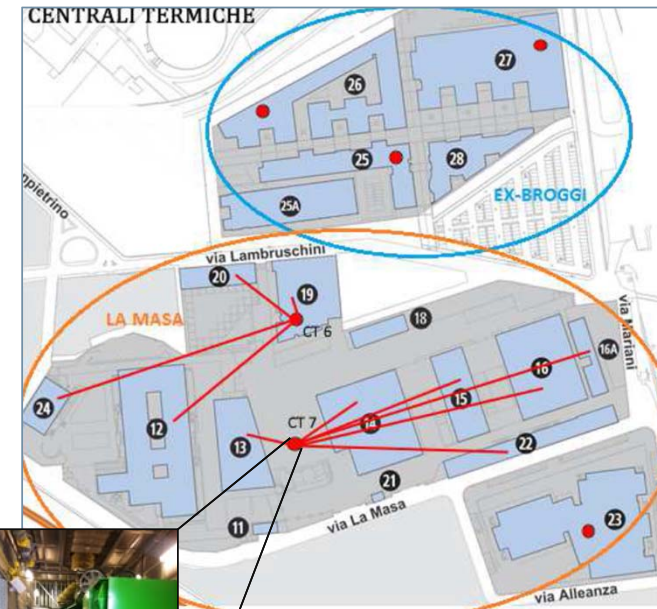 CENTRALI TERMICHE
27
26
25
28
25A
EX-BROGGI
via Lambruschini
20
19
LA MASA
CT 6
18
via Mariani
16A
16
15
24
12
CT 7
14
13
22
21
11
via La Masa
23
via Alleanza